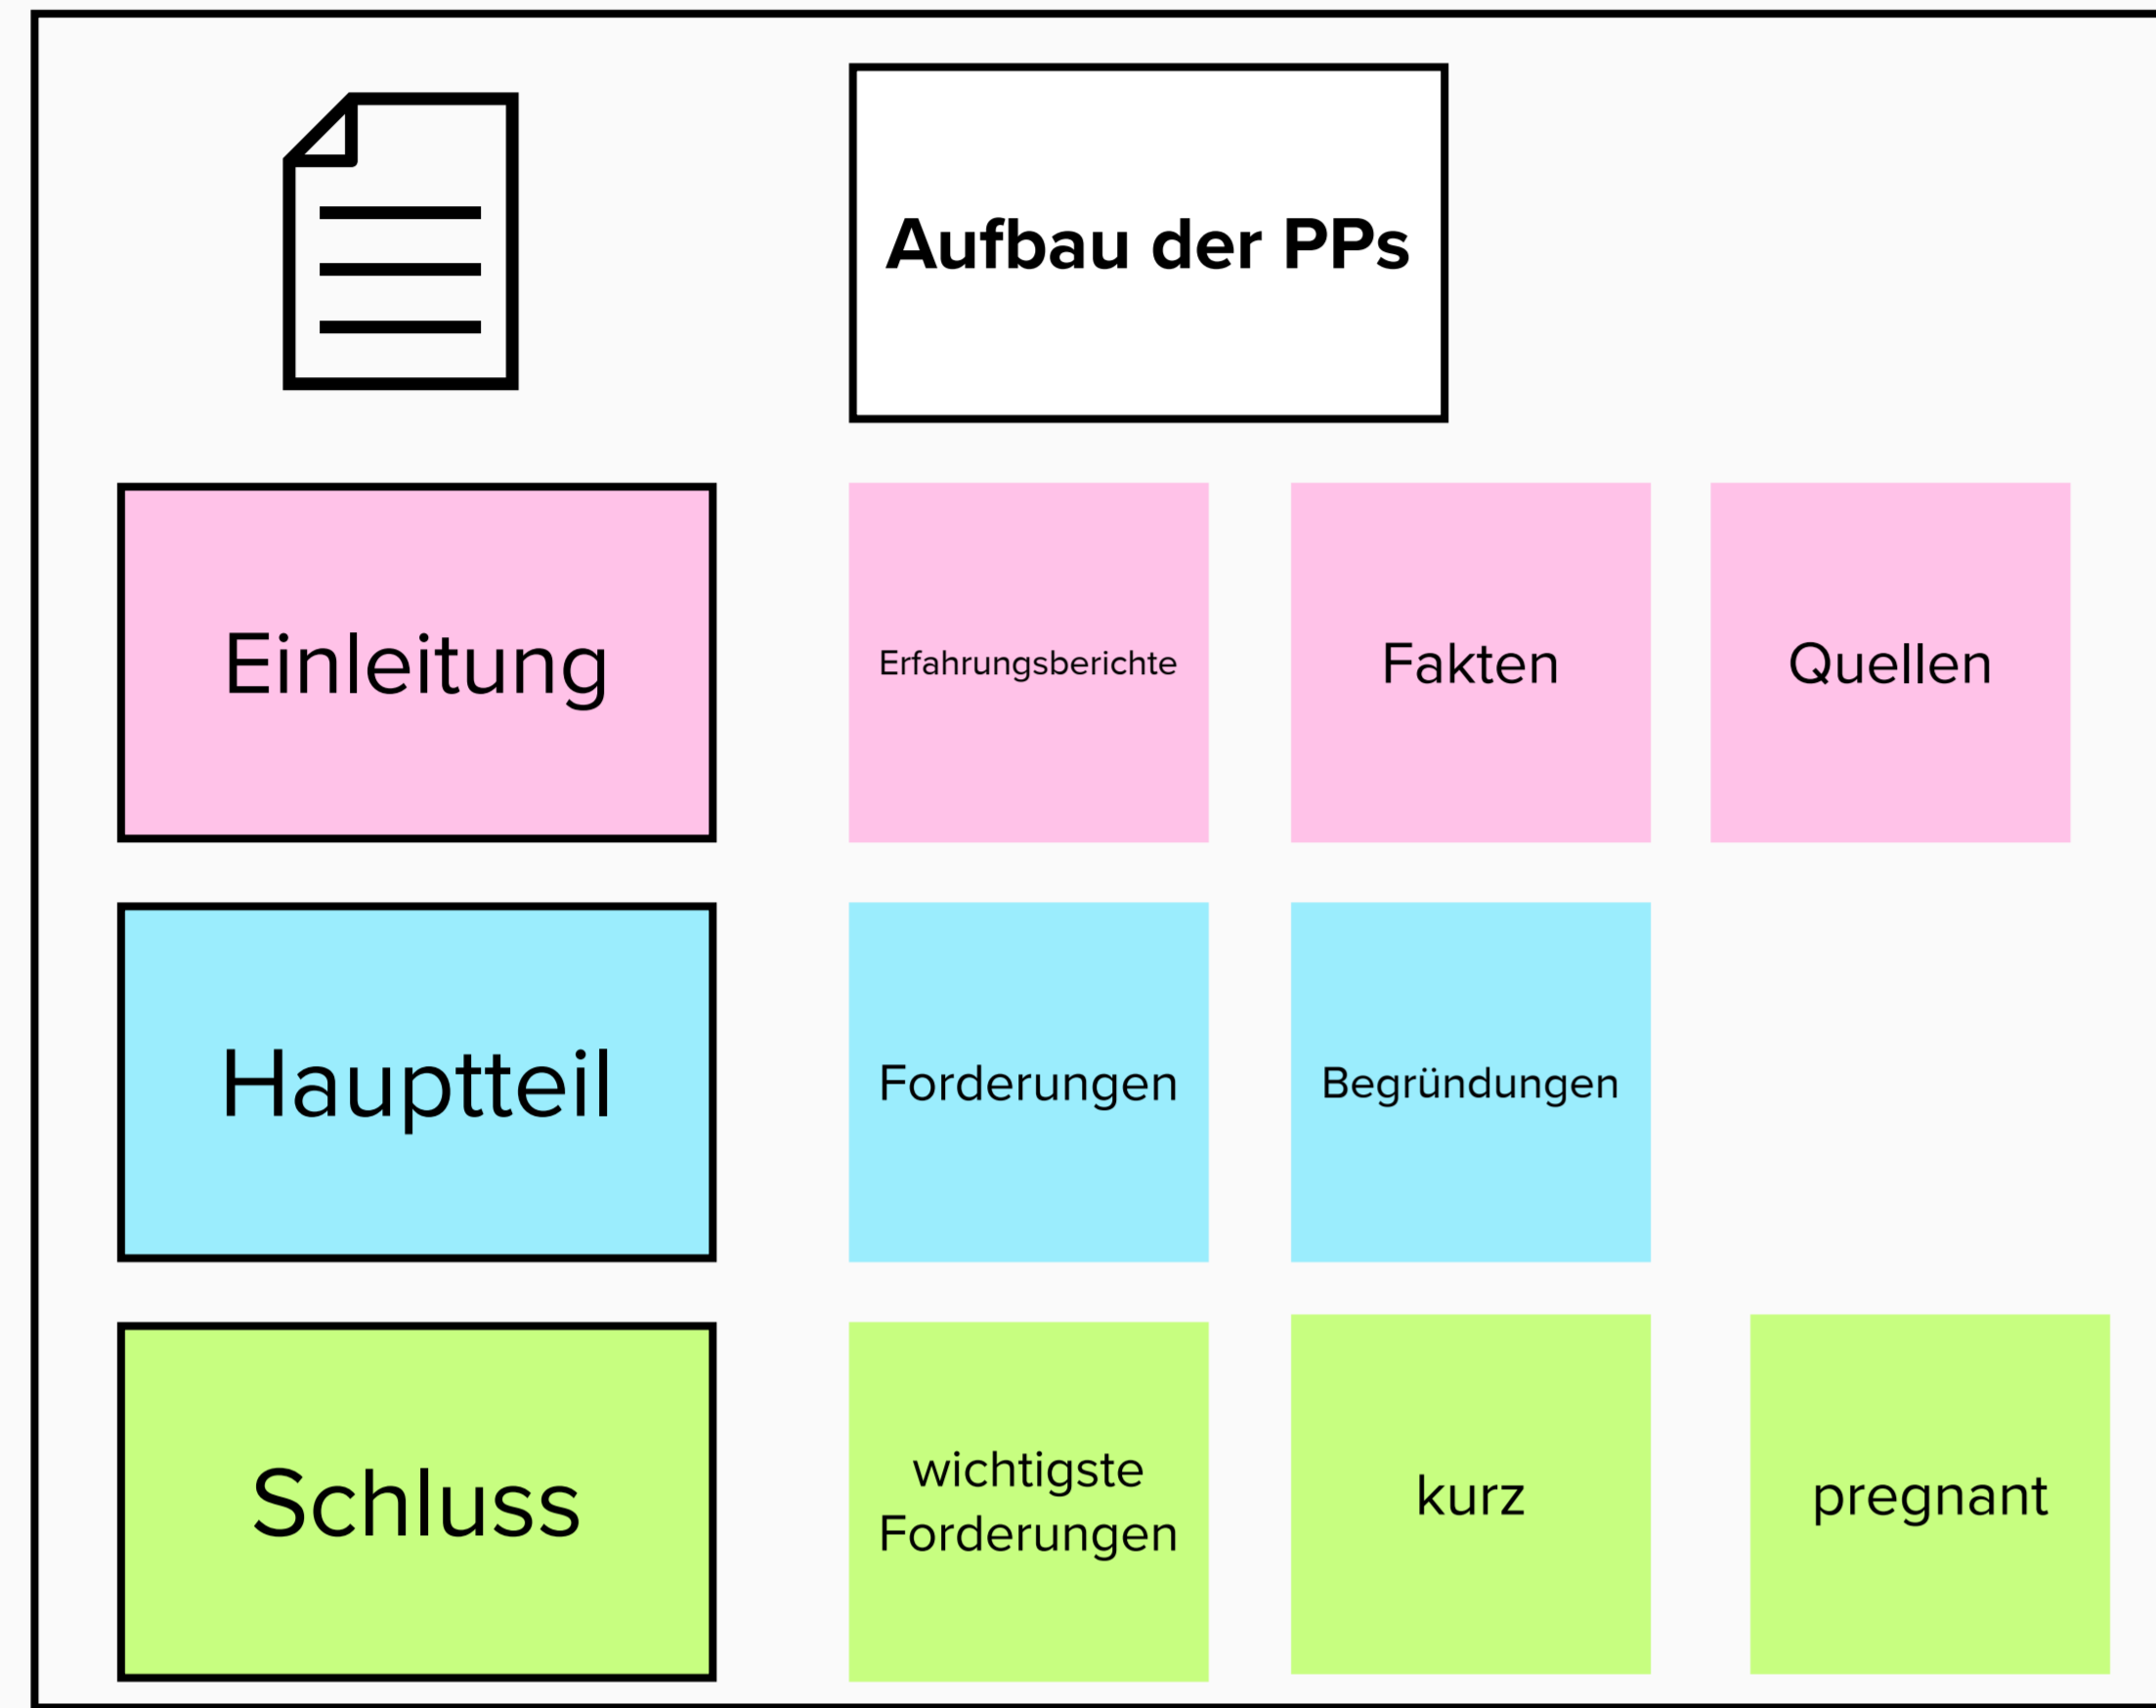 Aufbau der PPs
Einleitung
Erfahrungsberichte
Fakten
Quellen
Hauptteil
Forderungen
Begründungen
Schluss
wichtigste
Forderungen
kurz
pregnant